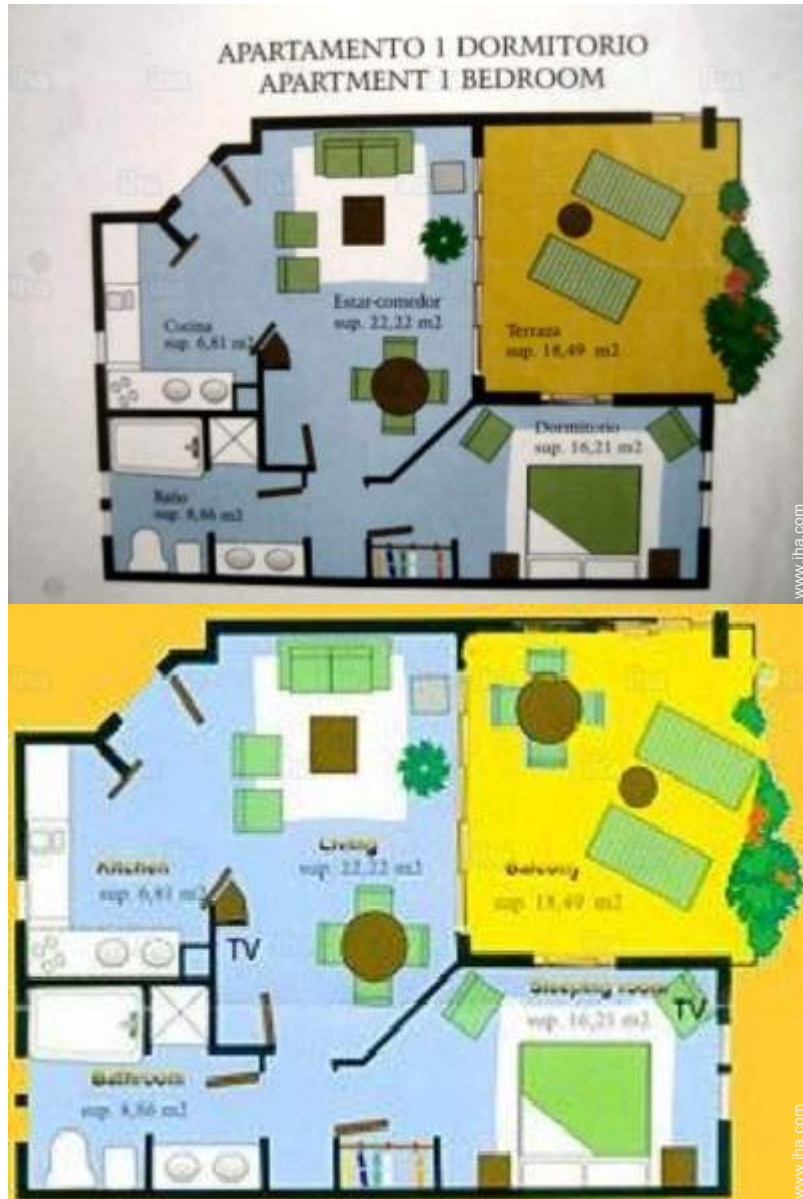 APARTAMENTO 1 DORMITORIO
APARTMENT 1 BEDROOM
Estar-comedor
sup. 22,22 m2
Cocina
sup. 6,81 m2
Terraza
sup. 18,49 m2
Dormitorio
sup. 16,21 m2
Baño
sup. 8,66 m2
www.iha.com
Living
sup. 22,22 m2
Kitchen
sup. 6,81 m2
Balcony
sup. 18,49 m2
TV
Sleeping room
TV
sup. 16,21 m2
Bathroom
sup. 8,66 m2
www.iha.com